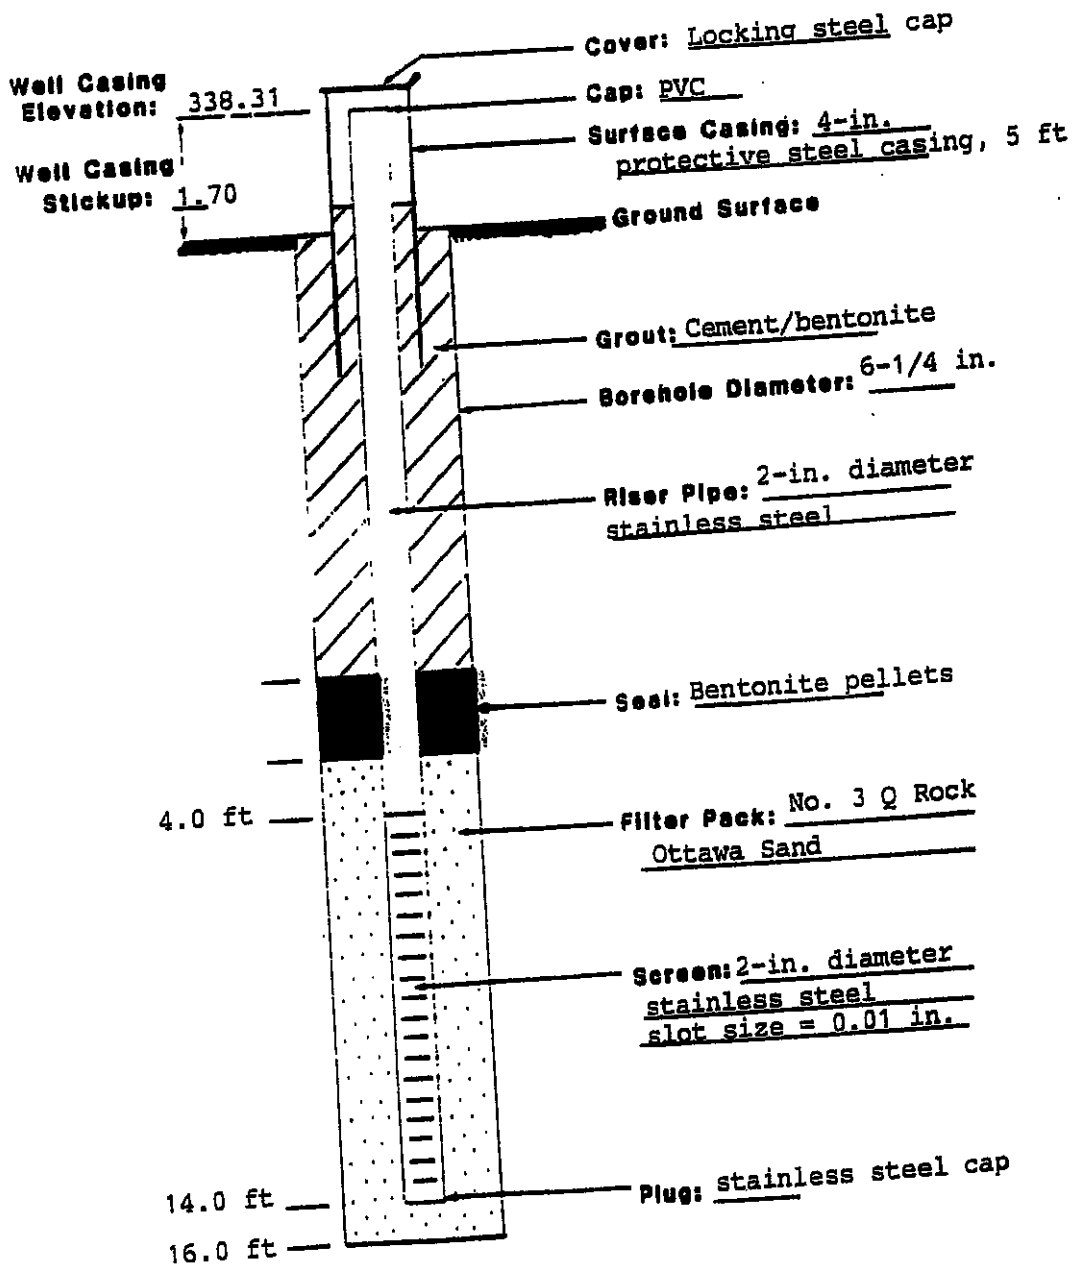 Cover: Locking steel cap
Well Casing
Elevation: 338.31
Cap: PVC
Surface Casing: 4-in.
protective steel casing, 5 ft
Well Casing
Stickup: 1.70
Ground Surface
Grout: Cement/bentonite
Borehole Diameter: 6-1/4 in.
Riser Pipe: 2-in. diameter
stainless steel
Seal: Bentonite pellets
4.0 ft
Filter Pack: No. 3 Q Rock
Ottawa Sand
Screen: 2-in. diameter
stainless steel
slot size = 0.01 in.
14.0 ft
Plug: stainless steel cap
16.0 ft